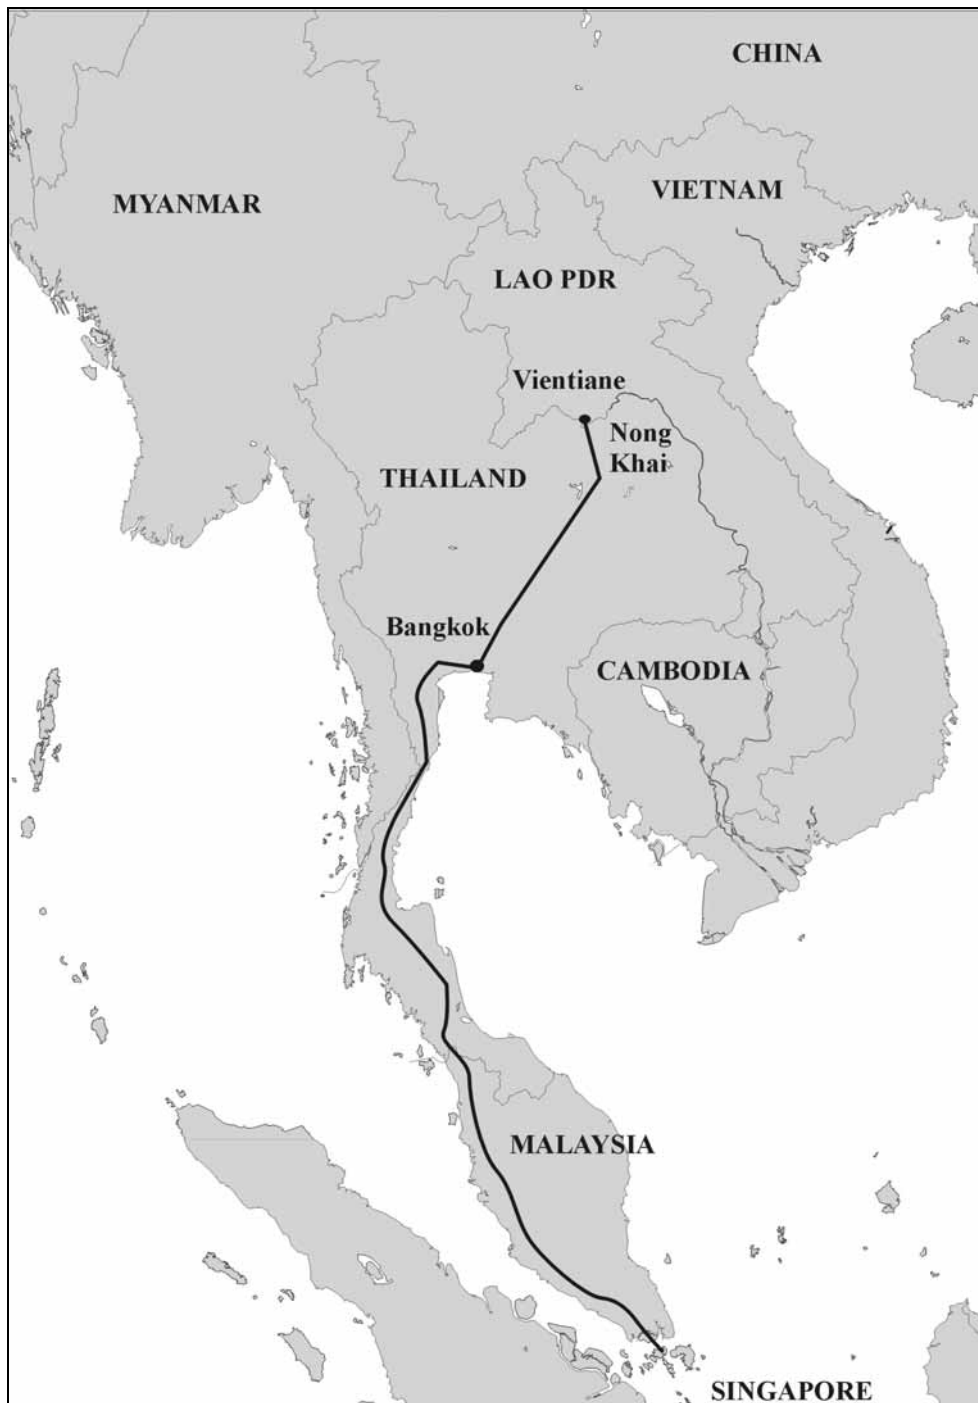 CHINA
MYANMAR
VIETNAM
LAO PDR
Vientiane
Nong
Khai
THAILAND
Bangkok
CAMBODIA
MALAYSIA
SINGAPORE